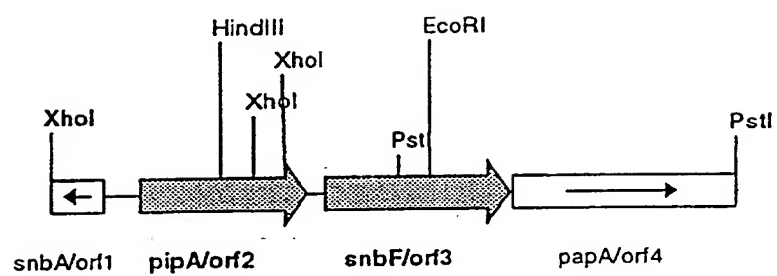 HindIII
EcoRI
XhoI
XhoI
XhoI
PstI
PstI
snbA/orf1 pipA/orf2 snbF/orf3 papA/orf4